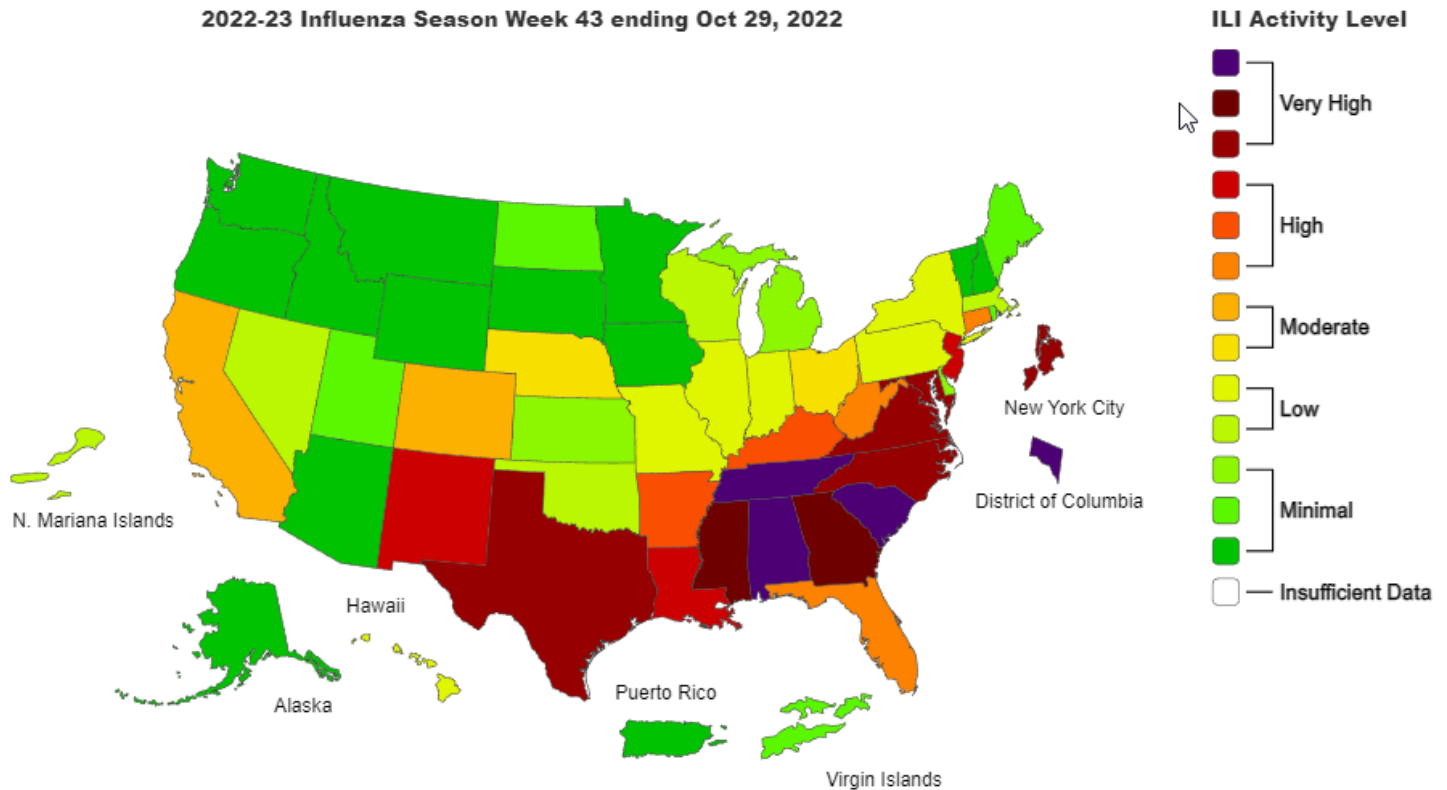 2022-23 Influenza Season Week 43 ending Oct 29, 2022
ILI Activity Level
Very High
High
Moderate
Low
Minimal
Insufficient Data
New York City
District of Columbia
N. Mariana Islands
Hawaii
Alaska
Puerto Rico
Virgin Islands